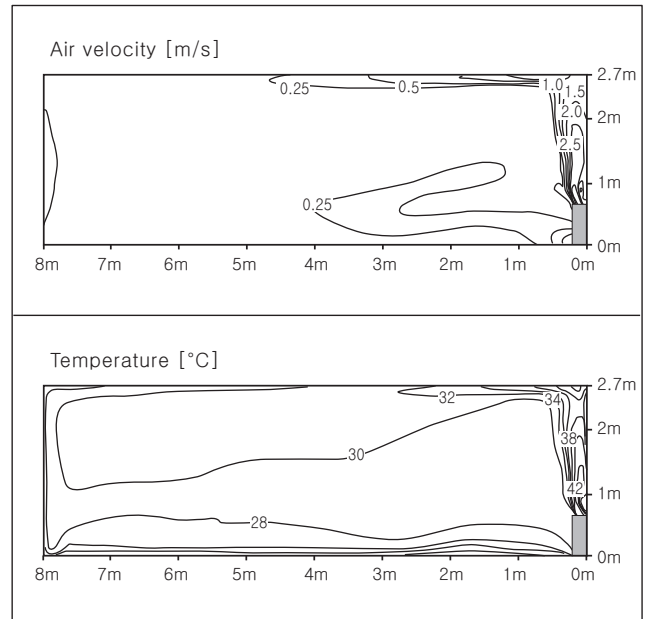 Air velocity [m/s]
2.7m
0.25
0.5
1.0
1.5
2m
2.0
2.5
1m
0.25
0m
8m 7m 6m 5m 4m 3m 2m 1m 0m
Temperature [°C]
2.7m
32
34
2m
38
30
42
1m
28
0m
8m 7m 6m 5m 4m 3m 2m 1m 0m